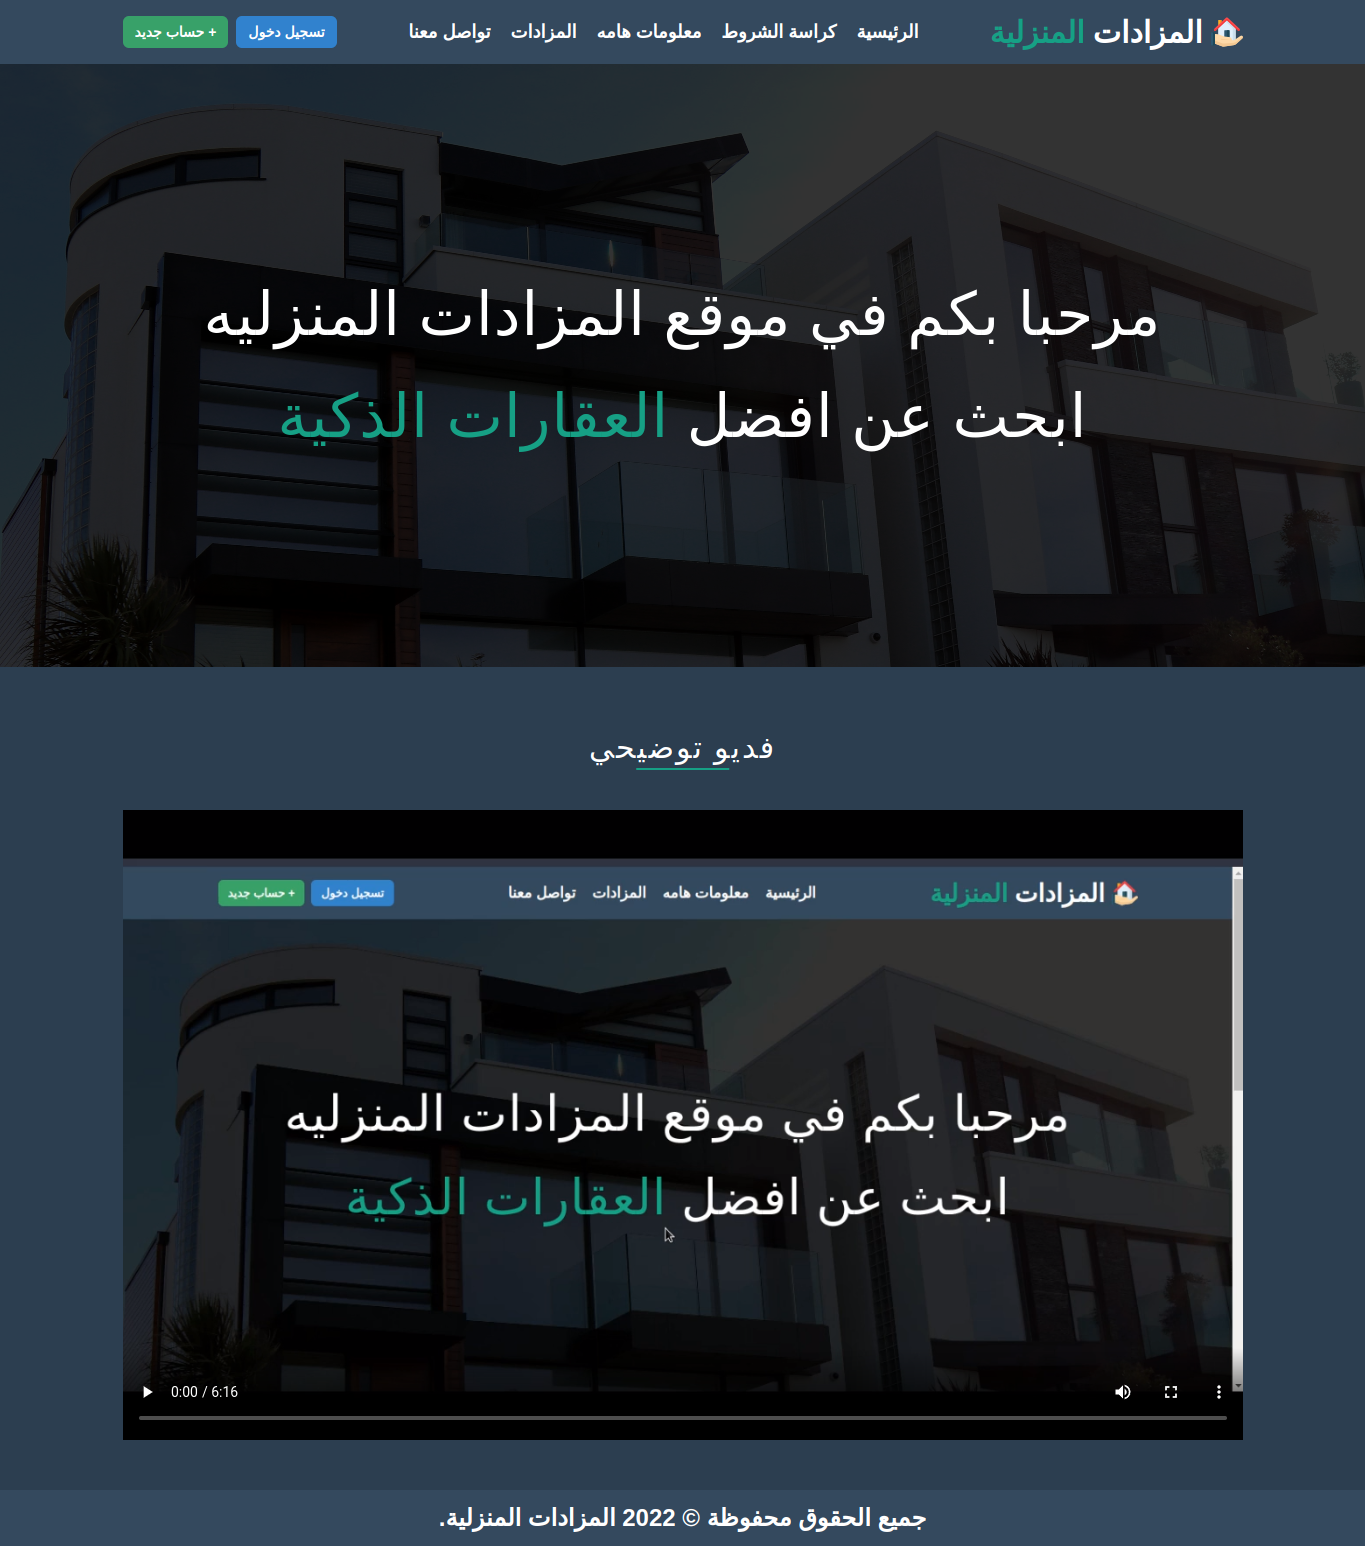 المزادات المنزلية
الرئيسية كراسة الشروط معلومات هامه المزادات تواصل معنا
تسجيل دخول + حساب جديد
مرحبا بكم في موقع المزادات المنزليه
ابحث عن افضل العقارات الذكية
فديو توضيحي
المزادات المنزلية
الرئيسية معلومات هامه المزادات تواصل معنا
تسجيل دخول + حساب جديد
مرحبا بكم في موقع المزادات المنزليه
ابحث عن افضل العقارات الذكية
0:00 / 6:16
جميع الحقوق محفوظة © 2022 المزادات المنزلية.